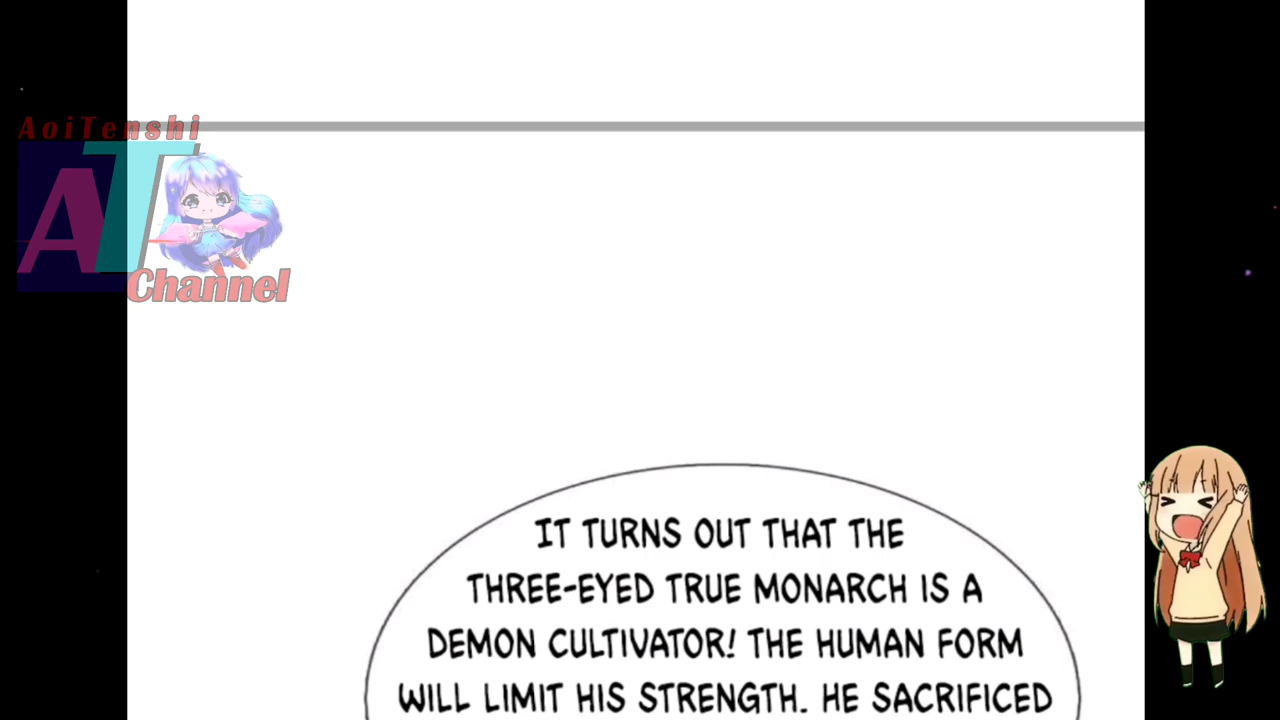 AoiTenshi
AT
Channel
IT TURNS OUT THAT THE
THREE-EYED TRUE MONARCH IS A
DEMON CULTIVATOR! THE HUMAN FORM
WILL LIMIT HIS STRENGTH. HE SACRIFICED